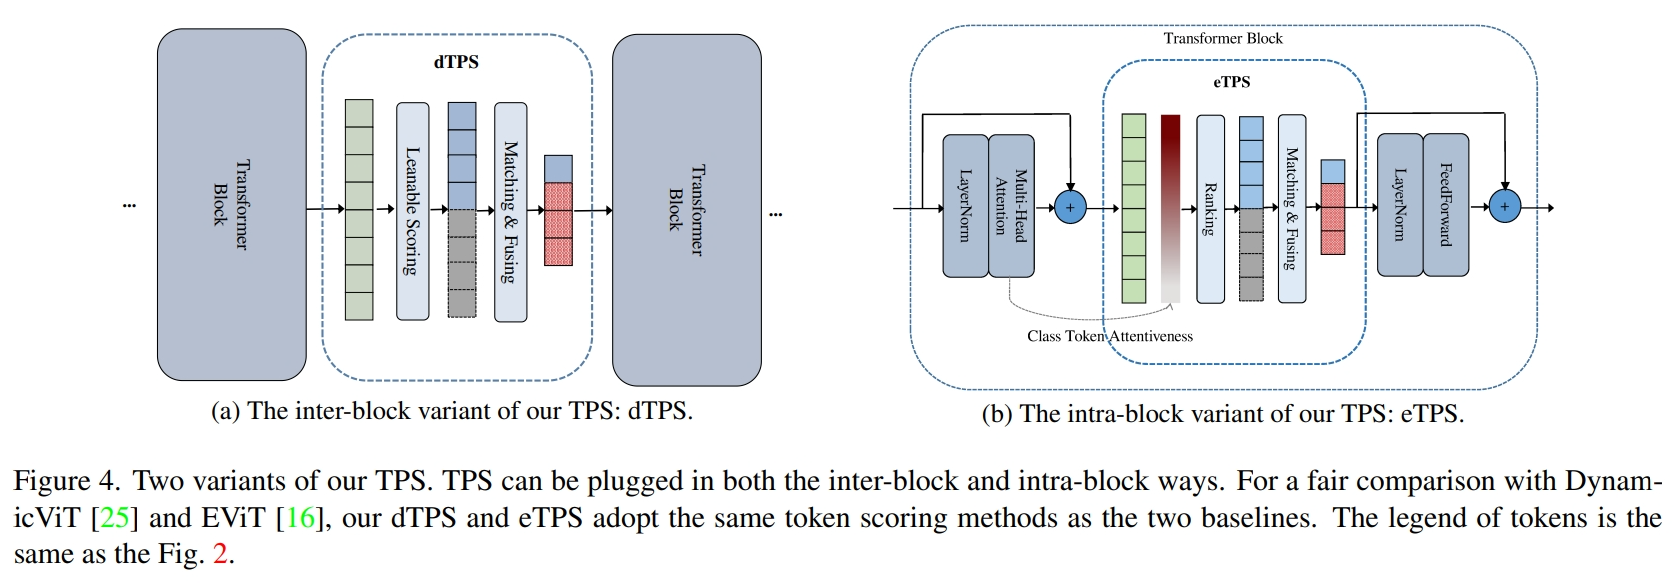 dTPS
Transformer
Block
Leanable Scoring
Matching & Fusing
Transformer
Block
...
...
(a) The inter-block variant of our TPS: dTPS.
Transformer Block
eTPS
LayerNorm
Multi-Head
Attention
+
Ranking
Matching & Fusing
LayerNorm
FeedForward
+
Class Token Attentiveness
(b) The intra-block variant of our TPS: eTPS.
Figure 4. Two variants of our TPS. TPS can be plugged in both the inter-block and intra-block ways. For a fair comparison with Dynam-
icViT [25] and EViT [16], our dTPS and eTPS adopt the same token scoring methods as the two baselines. The legend of tokens is the
same as the Fig. 2.